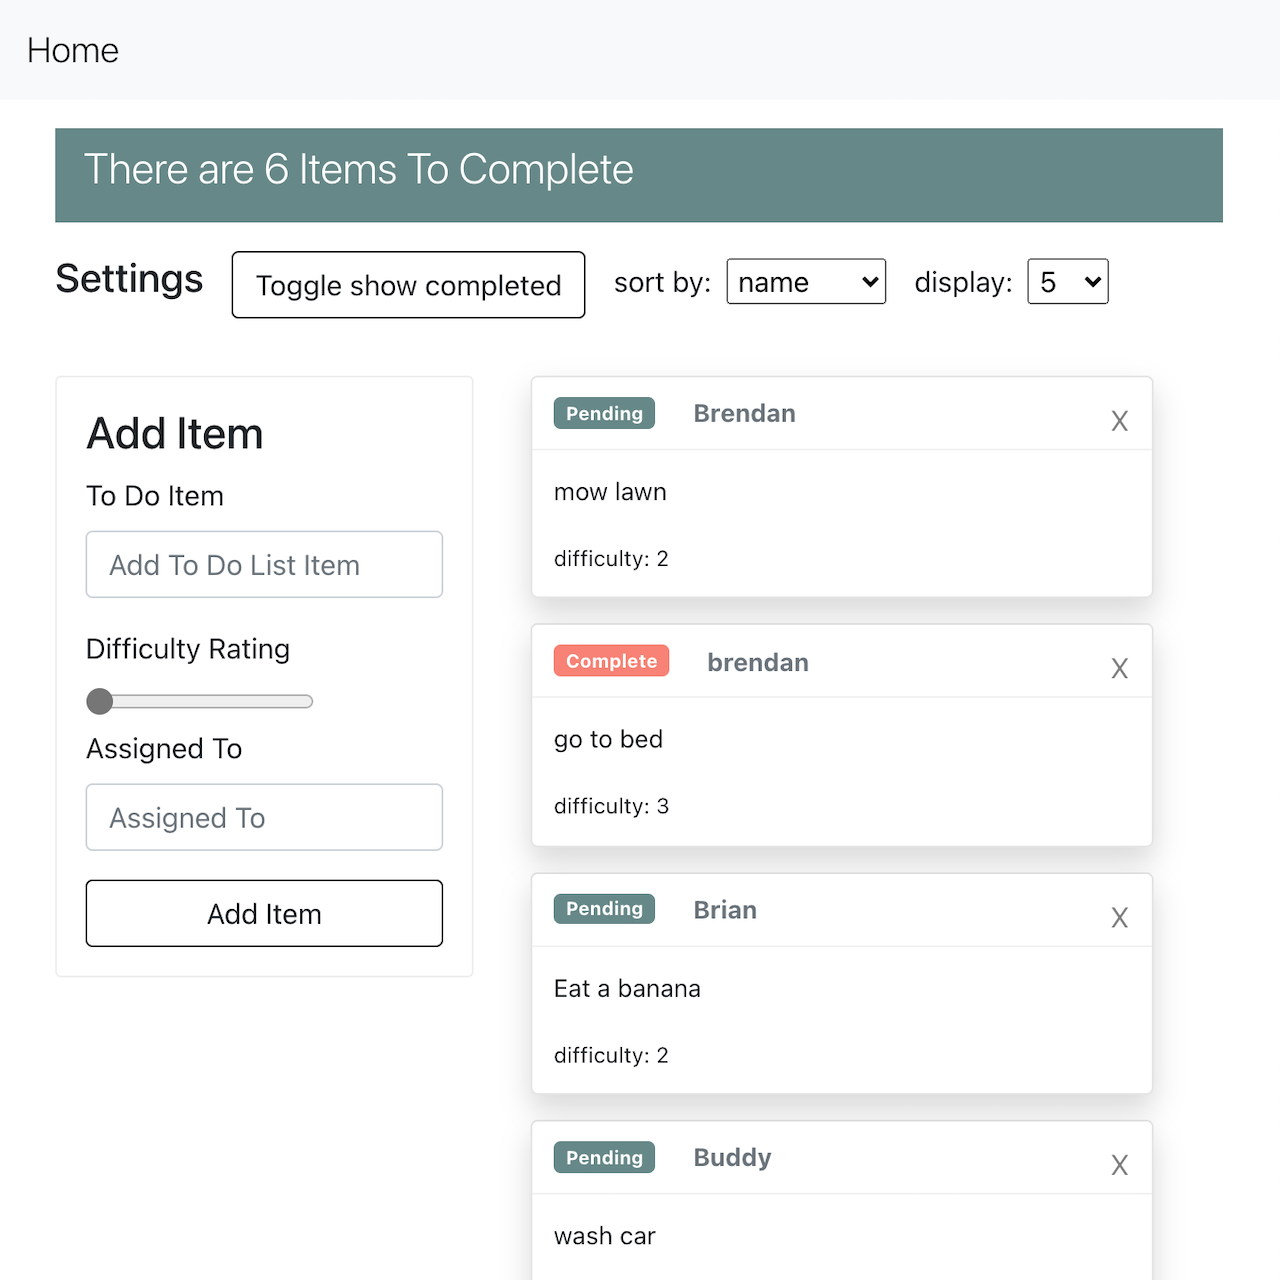 Home
There are 6 Items To Complete
Settings
Toggle show completed
sort by: name
display: 5
Add Item
To Do Item
Add To Do List Item
Difficulty Rating
Assigned To
Assigned To
Add Item
Pending Brendan X
mow lawn
difficulty: 2
Complete brendan X
go to bed
difficulty: 3
Pending Brian X
Eat a banana
difficulty: 2
Pending Buddy X
wash car